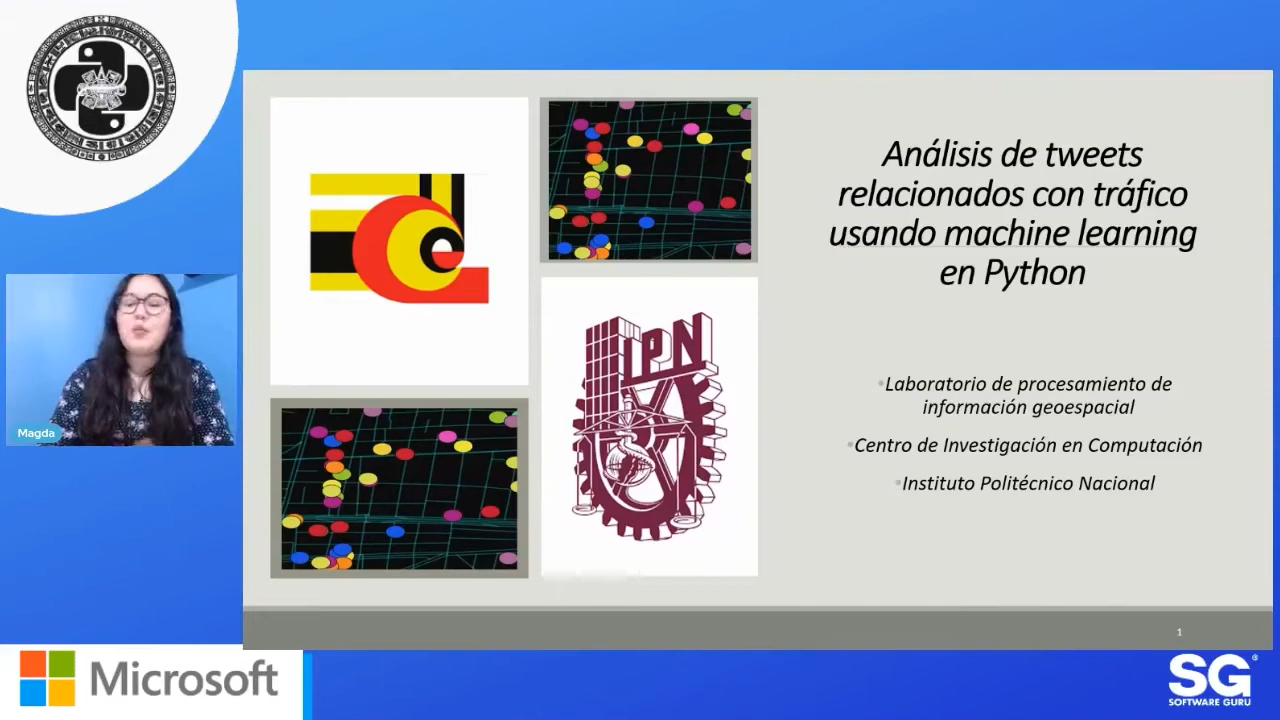 Análisis de tweets
relacionados con tráfico
usando machine learning
en Python
IPN
•Laboratorio de procesamiento de
información geoespacial
•Centro de Investigación en Computación
•Instituto Politécnico Nacional
Magda
1
Microsoft
SG®
SOFTWARE GURU